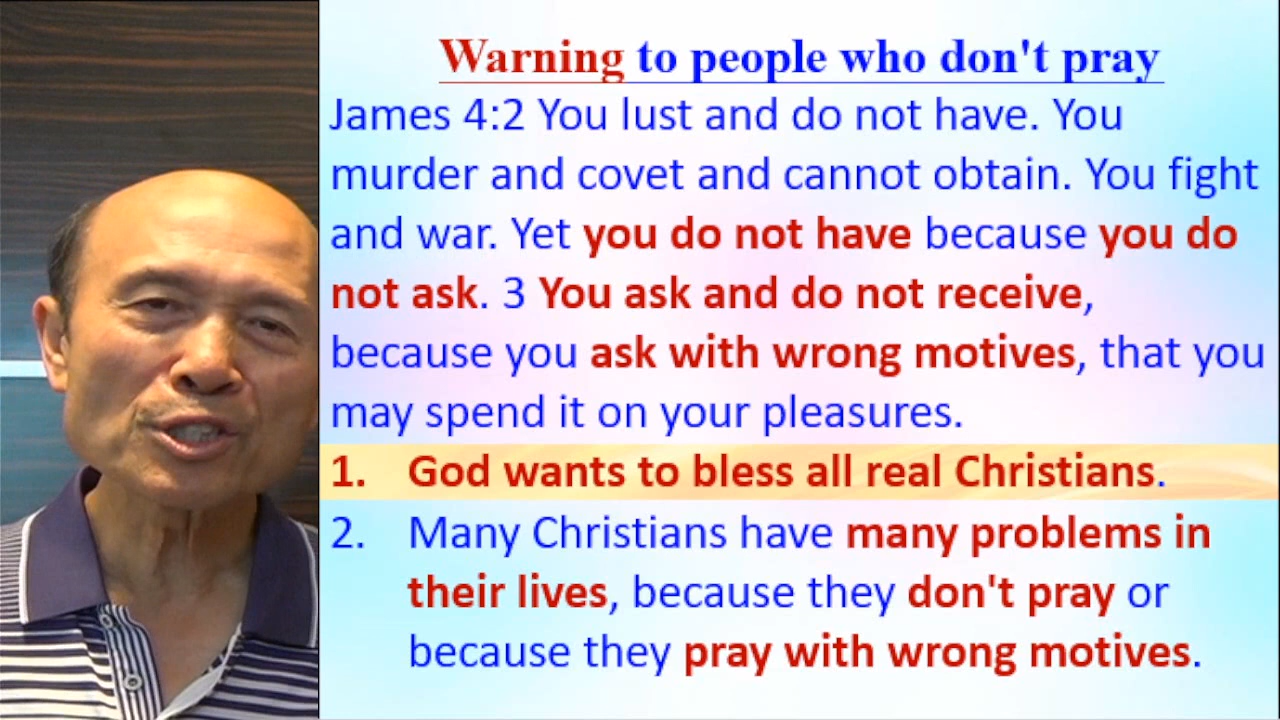 Warning to people who don't pray
James 4:2 You lust and do not have. You
murder and covet and cannot obtain. You fight
and war. Yet you do not have because you do
not ask. 3 You ask and do not receive,
because you ask with wrong motives, that you
may spend it on your pleasures.
1. God wants to bless all real Christians.
2. Many Christians have many problems in
their lives, because they don't pray or
because they pray with wrong motives.